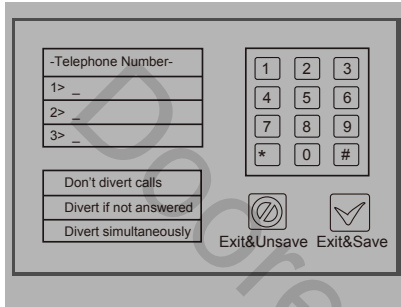 -Telephone Number-
1> _
2> _
3> _
Don't divert calls
Divert if not answered
Divert simultaneously
1 2 3
4 5 6
7 8 9
* 0 #
Exit&Unsave Exit&Save